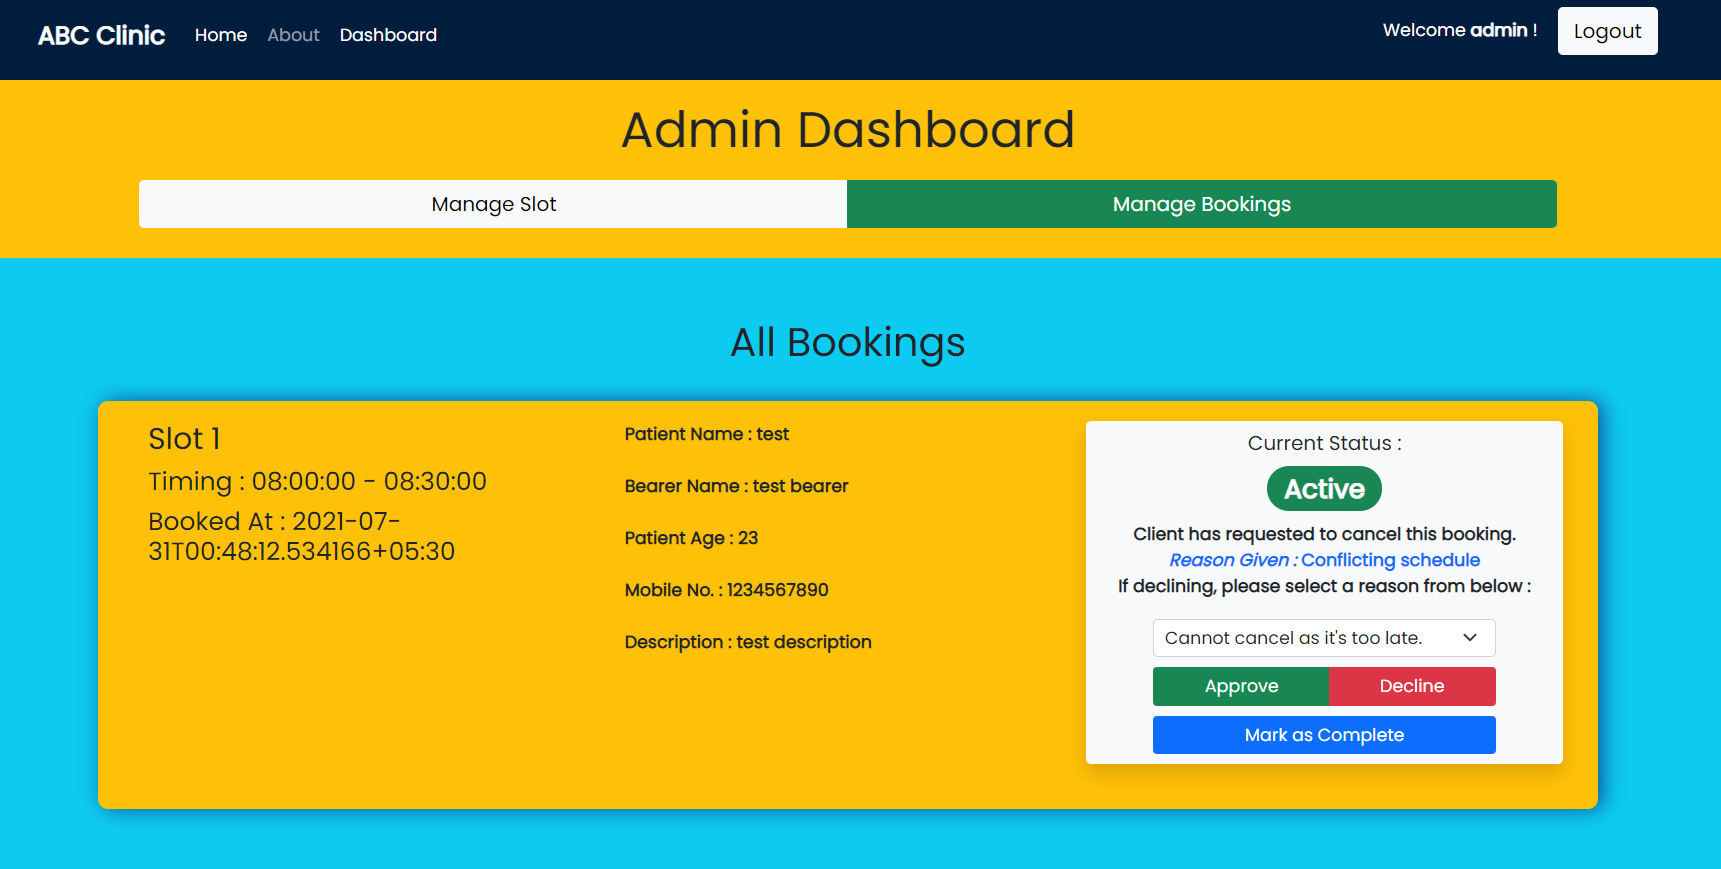 ABC Clinic Home About Dashboard Welcome admin ! Logout
Admin Dashboard
Manage Slot Manage Bookings
All Bookings
Slot 1
Timing : 08:00:00 - 08:30:00
Booked At : 2021-07-
31T00:48:12.534166+05:30
Patient Name : test
Bearer Name : test bearer
Patient Age : 23
Mobile No. : 1234567890
Description : test description
Current Status :
Active
Client has requested to cancel this booking.
Reason Given : Conflicting schedule
If declining, please select a reason from below :
Cannot cancel as it's too late.
Approve Decline
Mark as Complete